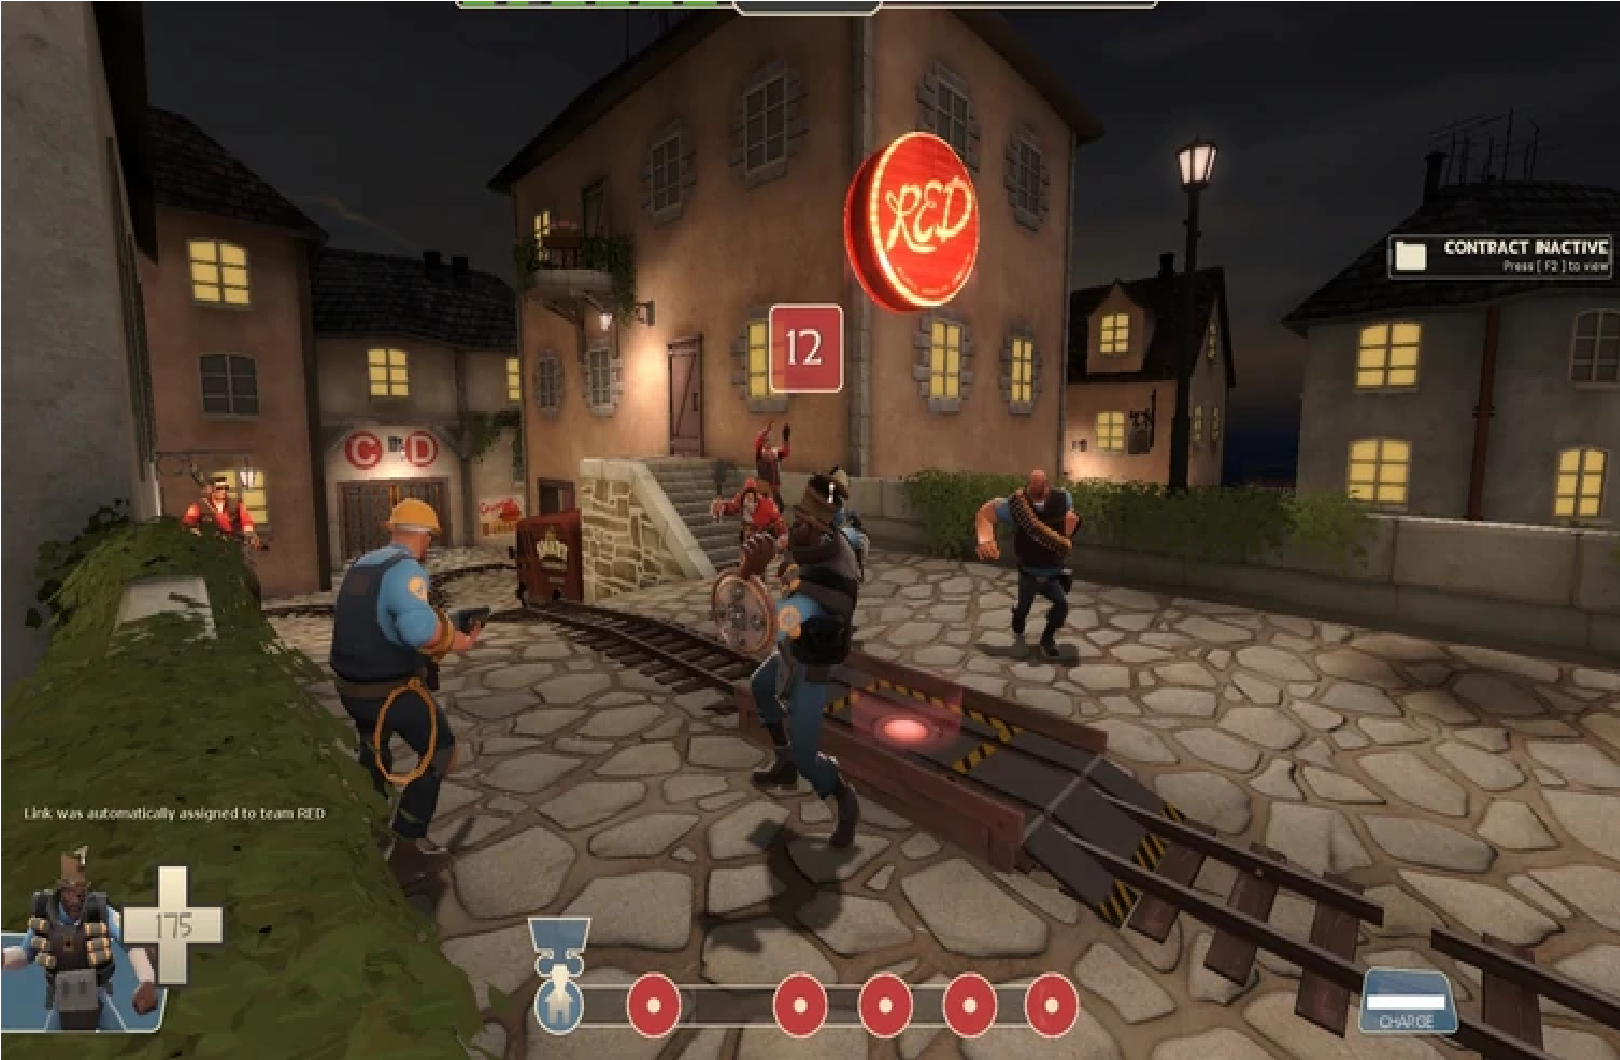 RED
CONTRACT INACTIVE
Press [ F2 ] to view
12
C D
Link was automatically assigned to team RED
175
CHARGE